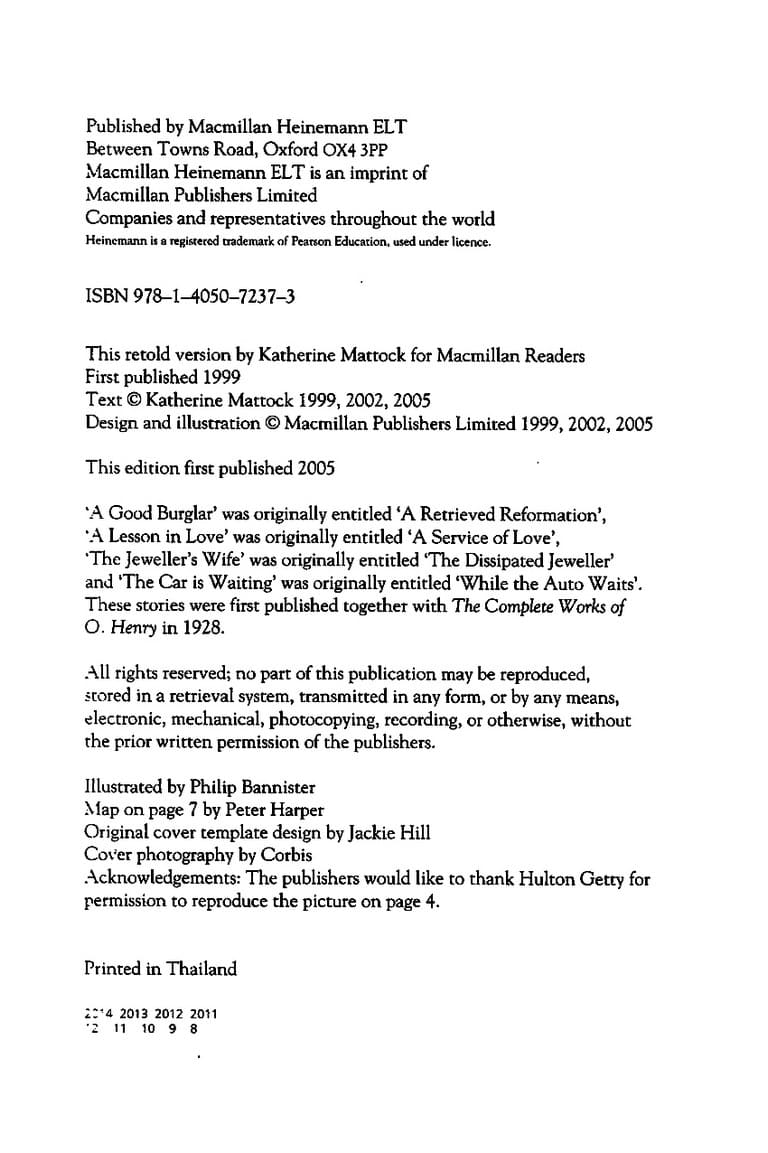 Published by Macmillan Heinemann ELT
Between Towns Road, Oxford OX4 3PP
Macmillan Heinemann ELT is an imprint of
Macmillan Publishers Limited
Companies and representatives throughout the world
Heinemann is a registered trademark of Pearson Education, used under licence.
ISBN 978–1–4050–7237–3
This retold version by Katherine Mattock for Macmillan Readers
First published 1999
Text © Katherine Mattock 1999, 2002, 2005
Design and illustration © Macmillan Publishers Limited 1999, 2002, 2005
This edition first published 2005
‘A Good Burglar’ was originally entitled ‘A Retrieved Reformation’,
‘A Lesson in Love’ was originally entitled ‘A Service of Love’,
‘The Jeweller’s Wife’ was originally entitled ‘The Dissipated Jeweller’
and ‘The Car is Waiting’ was originally entitled ‘While the Auto Waits’.
These stories were first published together with The Complete Works of
O. Henry in 1928.
All rights reserved; no part of this publication may be reproduced,
stored in a retrieval system, transmitted in any form, or by any means,
electronic, mechanical, photocopying, recording, or otherwise, without
the prior written permission of the publishers.
Illustrated by Philip Bannister
Map on page 7 by Peter Harper
Original cover template design by Jackie Hill
Cover photography by Corbis
Acknowledgements: The publishers would like to thank Hulton Getty for
permission to reproduce the picture on page 4.
Printed in Thailand
2014 2013 2012 2011
12 11 10 9 8